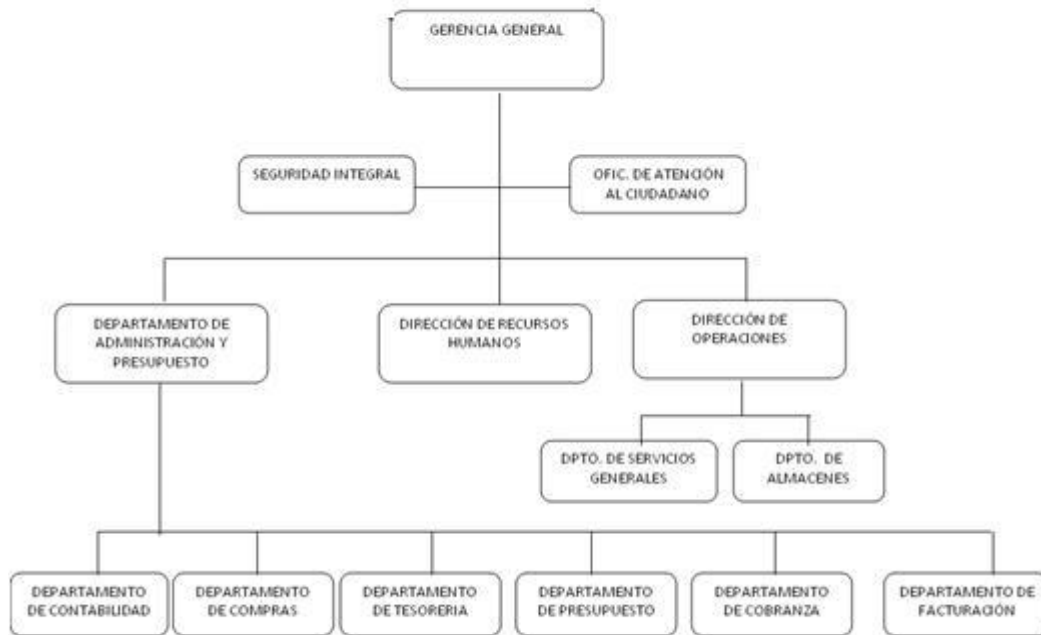 GERENCIA GENERAL
SEGURIDAD INTEGRAL
OFIC. DE ATENCIÓN
AL CIUDADANO
DEPARTAMENTO DE
ADMINISTRACIÓN Y
PRESUPUESTO
DIRECCIÓN DE RECURSOS
HUMANOS
DIRECCIÓN DE
OPERACIONES
DPTO. DE SERVICIOS
GENERALES
DPTO. DE
ALMACENES
DEPARTAMENTO
DE CONTABILIDAD
DEPARTAMENTO
DE COMPRAS
DEPARTAMENTO
DE TESORERIA
DEPARTAMENTO
DE PRESUPUESTO
DEPARTAMENTO
DE COBRANZA
DEPARTAMENTO DE
FACTURACIÓN